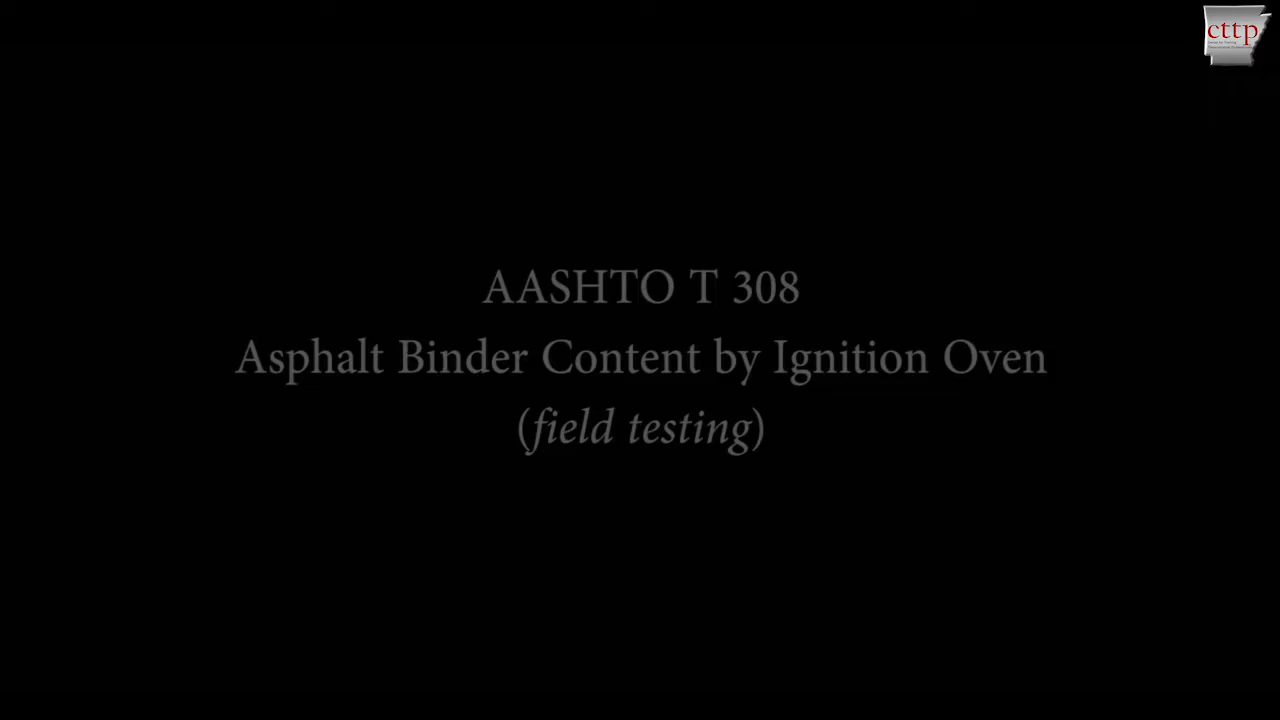 cttp
AASHTO T 308
Asphalt Binder Content by Ignition Oven
(field testing)